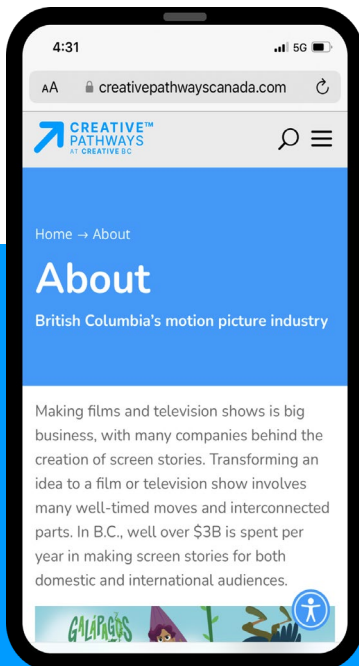 4:31
5G
AA creativepathwayscanada.com
CREATIVE™
PATHWAYS
AT CREATIVE BC
Home → About
About
British Columbia's motion picture industry
Making films and television shows is big
business, with many companies behind the
creation of screen stories. Transforming an
idea to a film or television show involves
many well-timed moves and interconnected
parts. In B.C., well over $3B is spent per
year in making screen stories for both
domestic and international audiences.
GALÁPAGOS